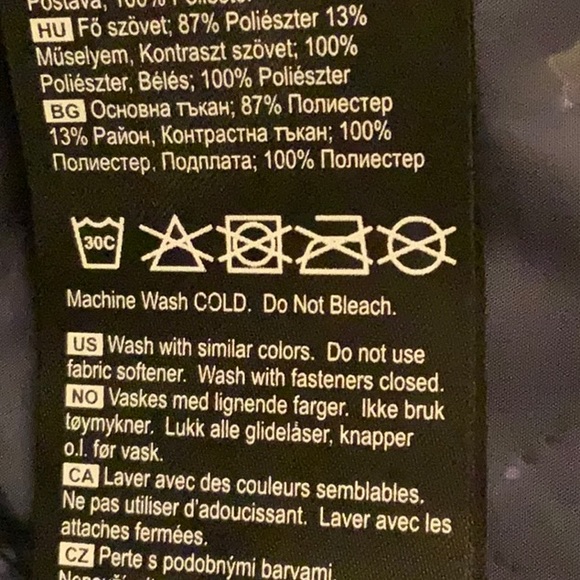 Postava; 100% Poliester
HU Fő szövet; 87% Poliészter 13%
Műselyem, Kontraszt szövet; 100%
Poliészter, Bélés; 100% Poliészter
BG Основна тъкан; 87% Полиестер
13% Район, Контрастна тъкан; 100%
Полиестер, Подплата; 100% Полиестер
30C
Machine Wash COLD. Do Not Bleach.
US Wash with similar colors. Do not use
fabric softener. Wash with fasteners closed.
NO Vaskes med lignende farger. Ikke bruk
tøymykner. Lukk alle glidelåser, knapper
o.l. før vask.
CA Laver avec des couleurs semblables.
Ne pas utiliser d'adoucissant. Laver avec les
attaches fermées.
CZ Perte s podobnými barvami.